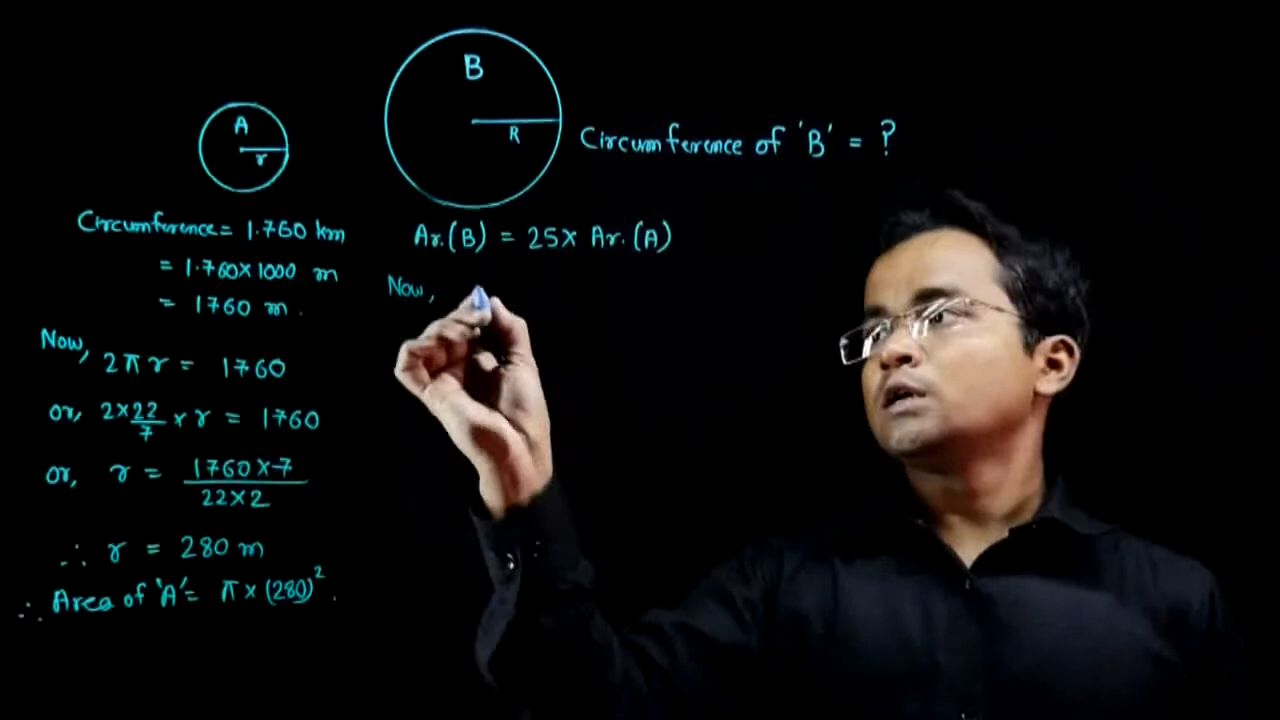 A
r
B
R
Circumference of 'B' = ?
Circumference = 1.760 km
= 1.760 × 1000 m
= 1760 m.
Now,
2πr = 1760
or, 2 × 22/7 × r = 1760
or, r = 1760 × 7 / 22 × 2
∴ r = 280 m
∴ Area of 'A' = π × (280)².
Ar.(B) = 25 × Ar.(A)
Now,